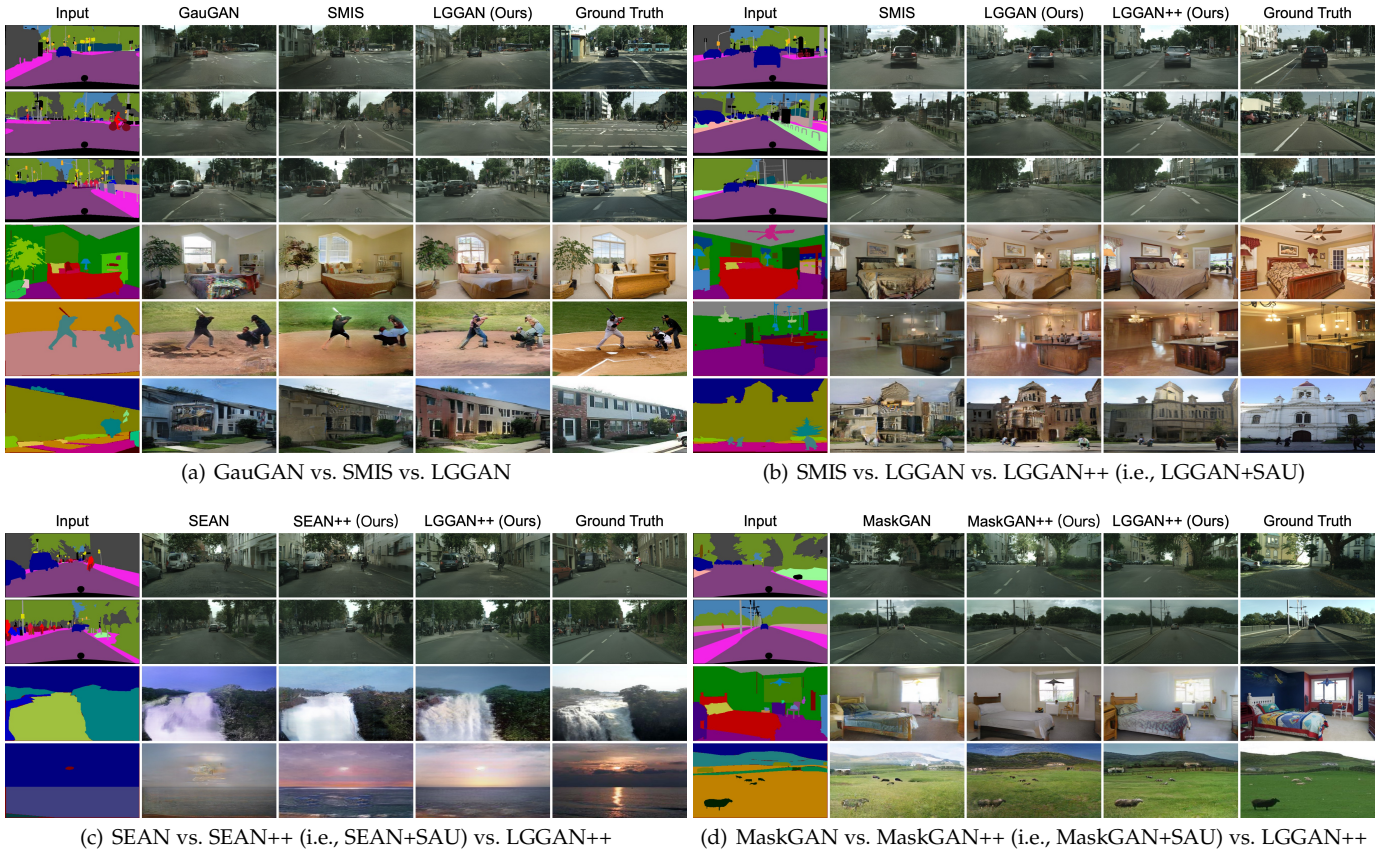 Input GauGAN SMIS LGGAN (Ours) Ground Truth
(a) GauGAN vs. SMIS vs. LGGAN
Input SMIS LGGAN (Ours) LGGAN++ (Ours) Ground Truth
(b) SMIS vs. LGGAN vs. LGGAN++ (i.e., LGGAN+SAU)
Input SEAN SEAN++ (Ours) LGGAN++ (Ours) Ground Truth
(c) SEAN vs. SEAN++ (i.e., SEAN+SAU) vs. LGGAN++
Input MaskGAN MaskGAN++ (Ours) LGGAN++ (Ours) Ground Truth
(d) MaskGAN vs. MaskGAN++ (i.e., MaskGAN+SAU) vs. LGGAN++